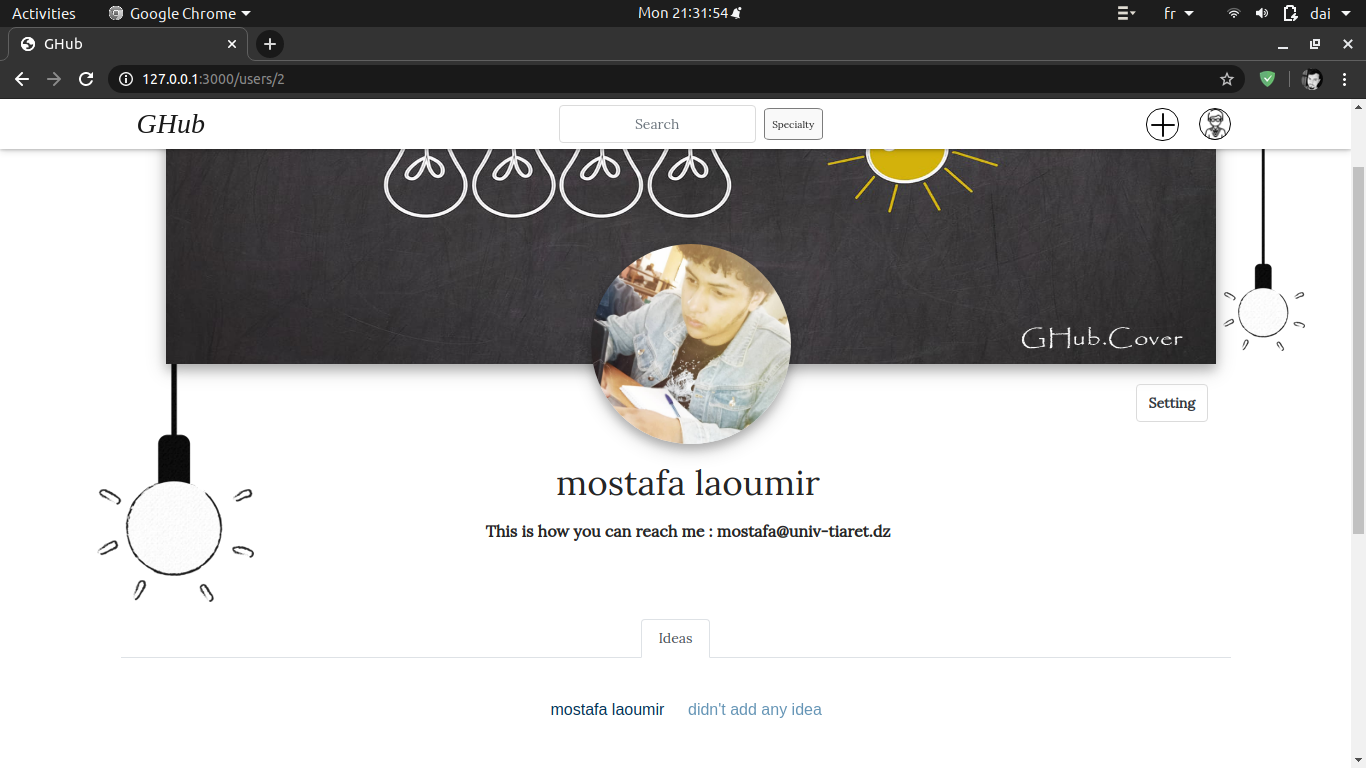 Activities Google Chrome Mon 21:31:54 fr dai
GHub
127.0.0.1:3000/users/2
GHub Search Specialty
GHub.Cover
Setting
mostafa laoumir
This is how you can reach me : mostafa@univ-tiaret.dz
Ideas
mostafa laoumir didn't add any idea